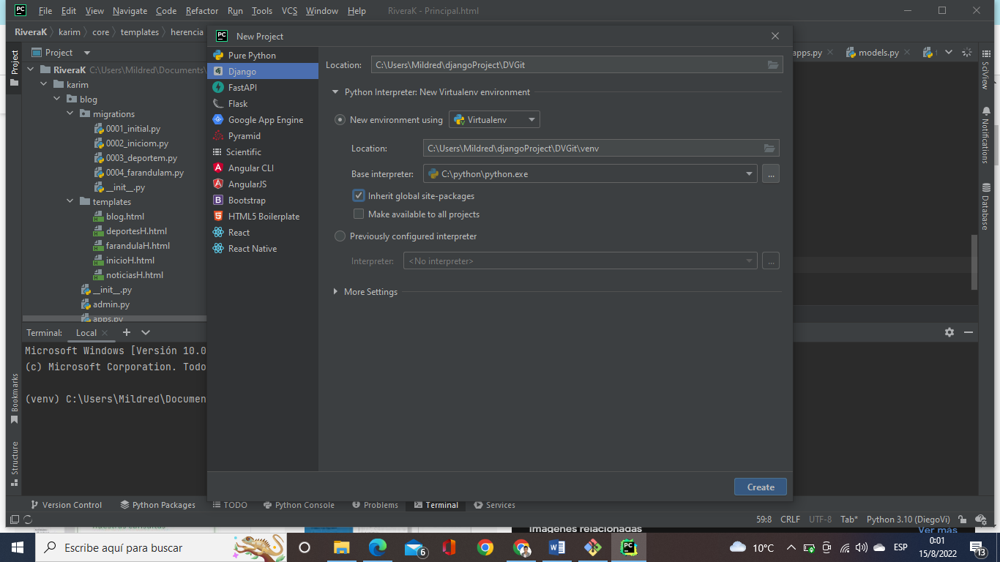 File Edit View Navigate Code Refactor Run Tools VCS Window Help RiveraK - Principal.html
RiveraK karim core templates herencia
New Project
Project
apps.py models.py
RiveraK C:\Users\Mildred\Documents\
karim
blog
migrations
0001_initial.py
0002_iniciom.py
0003_deportem.py
0004_farandulam.py
__init__.py
templates
blog.html
deportesH.html
farandulaH.html
inicioH.html
noticiasH.html
__init__.py
admin.py
apps.py
Pure Python
Django
FastAPI
Flask
Google App Engine
Pyramid
Scientific
Angular CLI
AngularJS
Bootstrap
HTML5 Boilerplate
React
React Native
Location: C:\Users\Mildred\djangoProject\DVGit
Python Interpreter: New Virtualenv environment
New environment using Virtualenv
Location: C:\Users\Mildred\djangoProject\DVGit\venv
Base interpreter: C:\python\python.exe ...
Inherit global site-packages
Make available to all projects
Previously configured interpreter
Interpreter: <No interpreter> ...
More Settings
Create
Project
Bookmarks
Structure
SciView
Notifications
Database
Terminal: Local
Microsoft Windows [Versión 10.0
(c) Microsoft Corporation. Todo
(venv) C:\Users\Mildred\Documen
Version Control Python Packages TODO Python Console Problems Terminal Services
59:8 CRLF UTF-8 Tab* Python 3.10 (DiegoVi)
nuestras consultas
Imágenes relacionadas
Ver más
Escribe aquí para buscar
6
10°C
ESP
0:01
15/8/2022
13